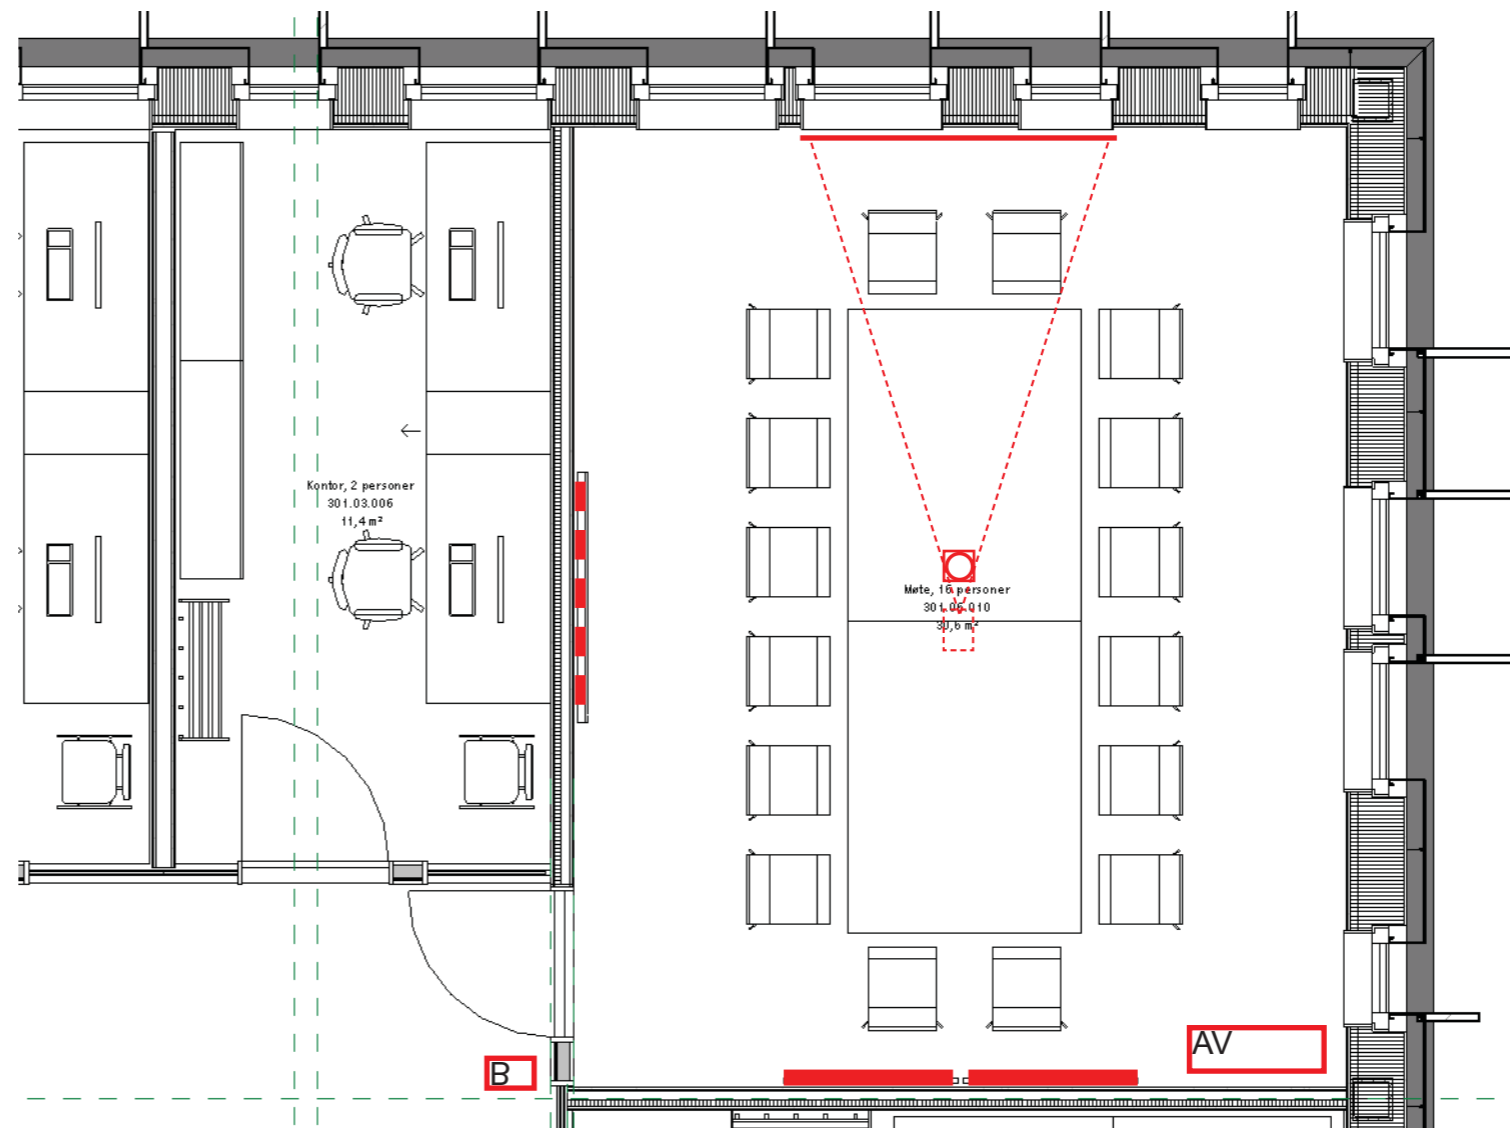 Kontor, 2 personer
301.03.006
11,4 m²
Møte, 16 personer
301.06.010
30,6 m²
AV
B